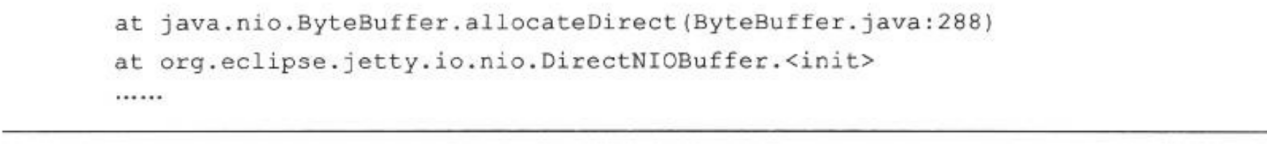 at java.nio.ByteBuffer.allocateDirect(ByteBuffer.java:288)
at org.eclipse.jetty.io.nio.DirectNIOBuffer.<init>
……